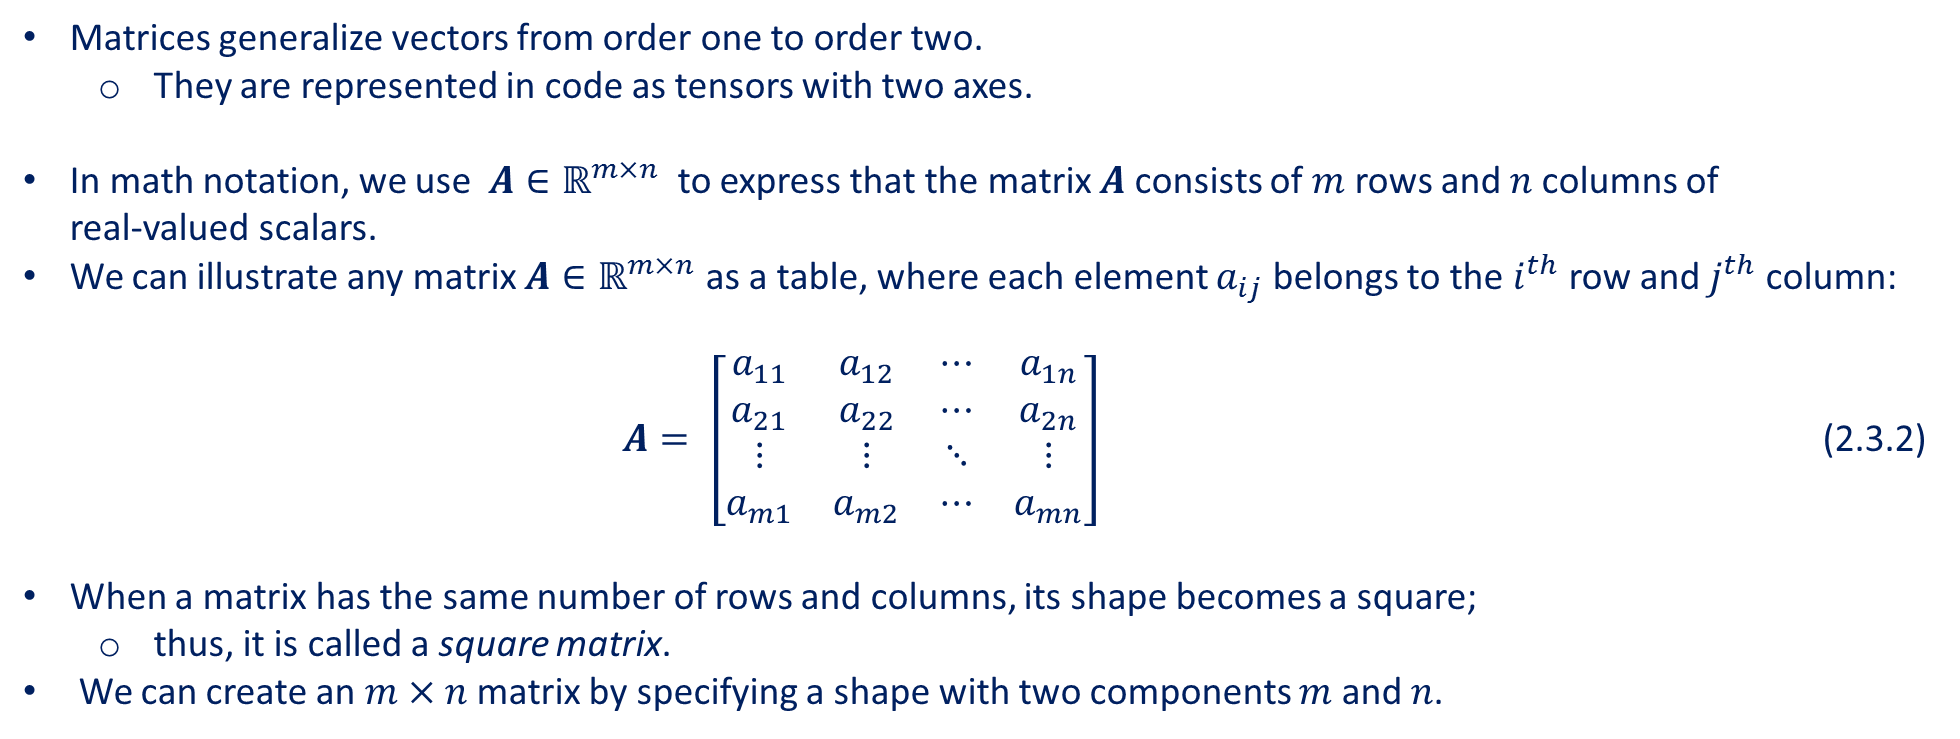 • Matrices generalize vectors from order one to order two.
○ They are represented in code as tensors with two axes.
• In math notation, we use 𝑨 ∈ ℝ^{m×n} to express that the matrix 𝑨 consists of m rows and n columns of
real-valued scalars.
• We can illustrate any matrix 𝑨 ∈ ℝ^{m×n} as a table, where each element a_{ij} belongs to the i^{th} row and j^{th} column:
a_{11} a_{12} ⋯ a_{1n}
a_{21} a_{22} ⋯ a_{2n}
𝑨 = (2.3.2)
⋮ ⋮ ⋱ ⋮
a_{m1} a_{m2} ⋯ a_{mn}
• When a matrix has the same number of rows and columns, its shape becomes a square;
○ thus, it is called a square matrix.
• We can create an m × n matrix by specifying a shape with two components m and n.